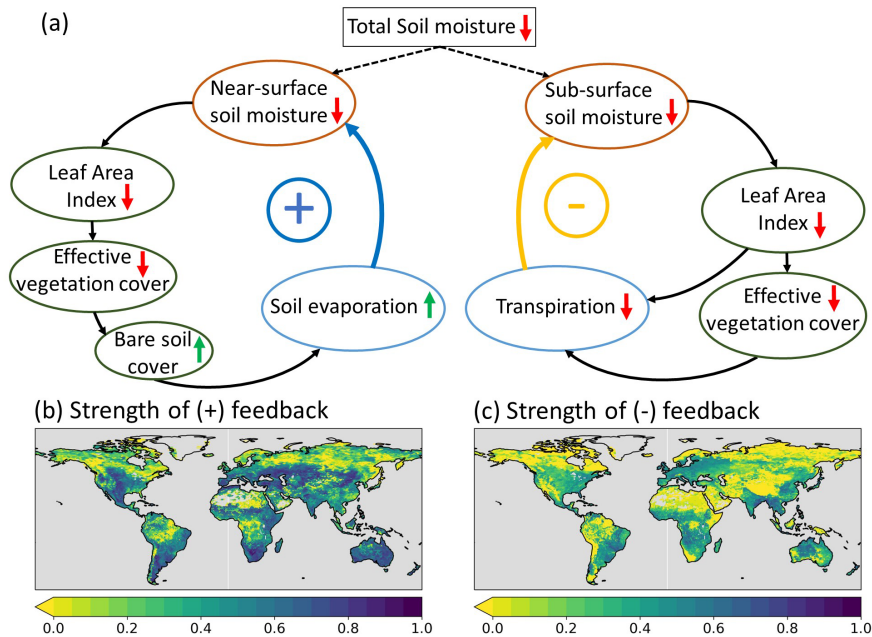 (a)
Total Soil moisture
Near-surface
soil moisture
Sub-surface
soil moisture
Leaf Area
Index
Leaf Area
Index
+
-
Effective
vegetation cover
Soil evaporation
Transpiration
Effective
vegetation cover
Bare soil
cover
(b) Strength of (+) feedback
(c) Strength of (-) feedback
0.0 0.2 0.4 0.6 0.8 1.0
0.0 0.2 0.4 0.6 0.8 1.0